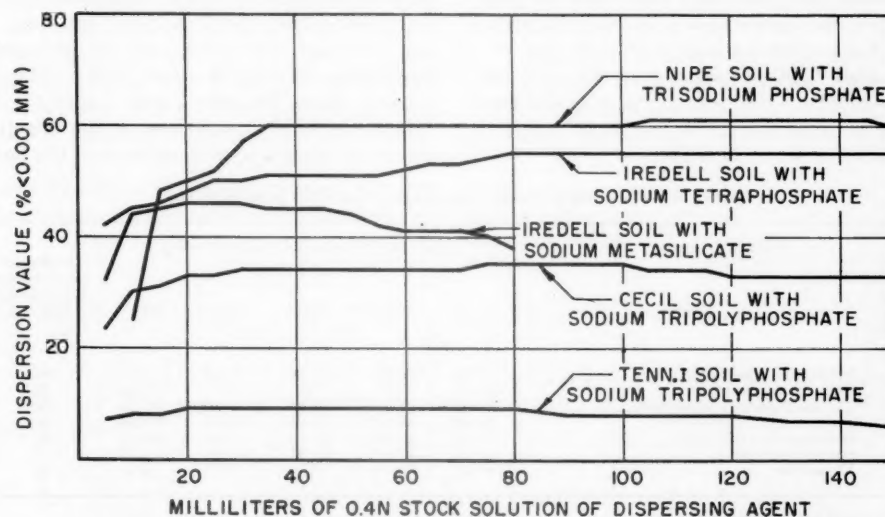 DISPERSION VALUE (%<0.001 MM)
80
60
40
20
NIPE SOIL WITH
TRISODIUM PHOSPHATE
IREDELL SOIL WITH
SODIUM TETRAPHOSPHATE
IREDELL SOIL WITH
SODIUM METASILICATE
CECIL SOIL WITH
SODIUM TRIPOLYPHOSPHATE
TENN.I SOIL WITH
SODIUM TRIPOLYPHOSPHATE
20 40 60 80 100 120 140
MILLILITERS OF 0.4N STOCK SOLUTION OF DISPERSING AGENT